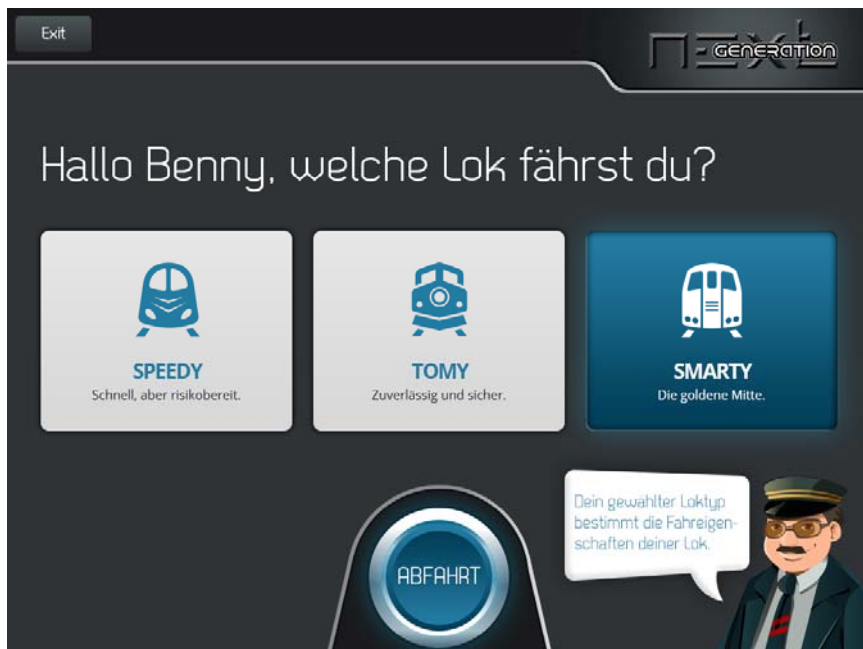 Exit
next
GENERATION
Hallo Benny, welche Lok fährst du?
SPEEDY
Schnell, aber risikobereit.
TOMY
Zuverlässig und sicher.
SMARTY
Die goldene Mitte.
Dein gewählter Loktyp
bestimmt die Fahreigen-
schaften deiner Lok.
ABFAHRT